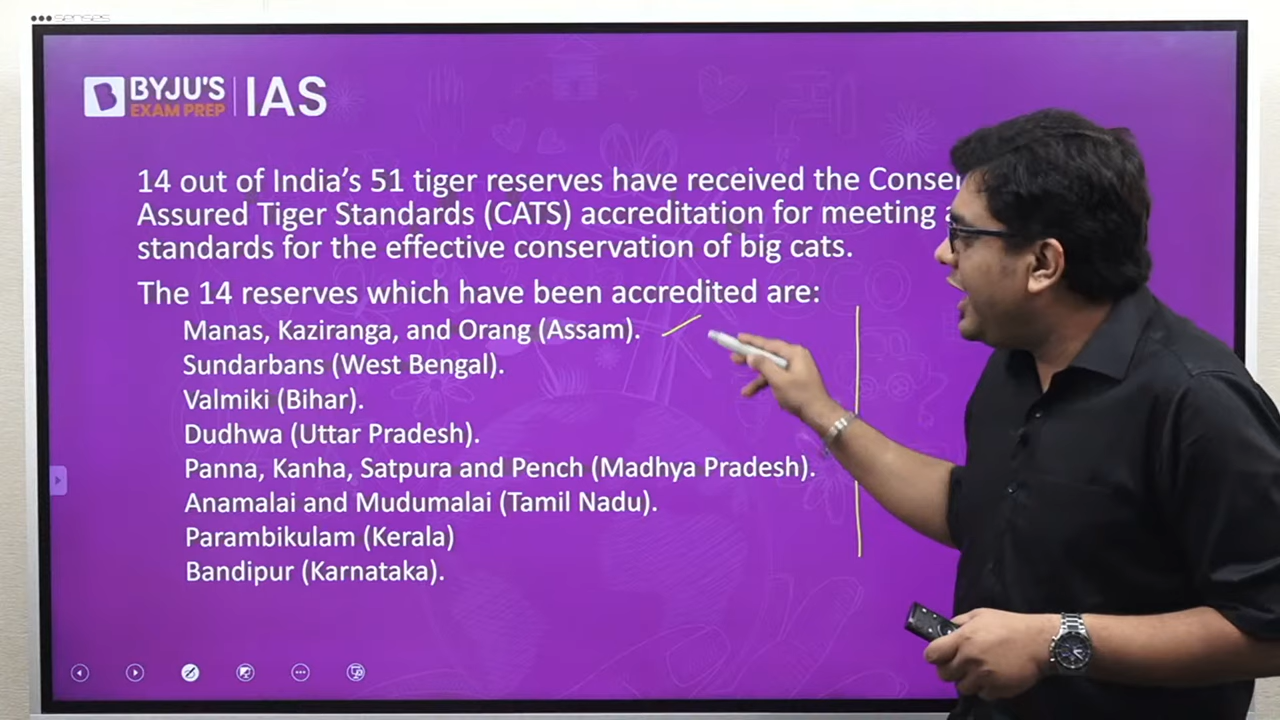 senses
BYJU'S
EXAM PREP
IAS
14 out of India's 51 tiger reserves have received the
Assured Tiger Standards (CATS) accreditation for meeting
standards for the effective conservation of big cats.
The 14 reserves which have been accredited are:
Manas, Kaziranga, and Orang (Assam).
Sundarbans (West Bengal).
Valmiki (Bihar).
Dudhwa (Uttar Pradesh).
Panna, Kanha, Satpura and Pench (Madhya Pradesh).
Anamalai and Mudumalai (Tamil Nadu).
Parambikulam (Kerala)
Bandipur (Karnataka).